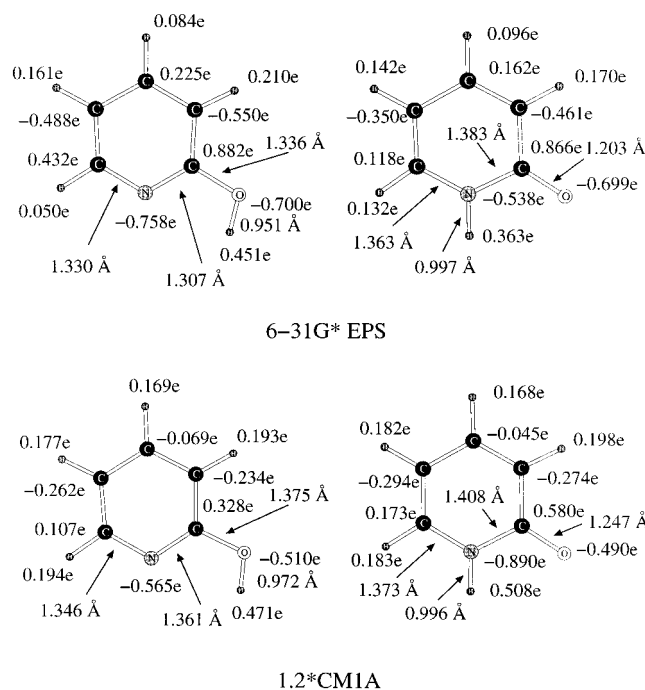 0.084e
0.096e
0.161e 0.225e 0.210e
0.142e 0.162e 0.170e
−0.488e −0.550e
−0.350e −0.461e
0.432e 0.882e 1.336 Å
0.118e 1.383 Å 0.866e 1.203 Å
0.050e −0.758e −0.700e
0.132e −0.538e −0.699e
0.951 Å
0.451e
1.330 Å 1.307 Å
1.363 Å 0.997 Å 0.363e
C C C C C N O
H H H H H
C C C C C N O
H H H H H
6−31G* EPS
0.169e
0.168e
0.177e −0.069e 0.193e
0.182e −0.045e 0.198e
−0.262e −0.234e
−0.294e −0.274e
0.107e 0.328e 1.375 Å
0.173e 1.408 Å 0.580e 1.247 Å
0.194e −0.565e −0.510e
0.183e −0.890e −0.490e
0.972 Å
0.471e
1.346 Å 1.361 Å
1.373 Å 0.996 Å 0.508e
C C C C C N O
H H H H H
C C C C C N O
H H H H H
1.2*CM1A